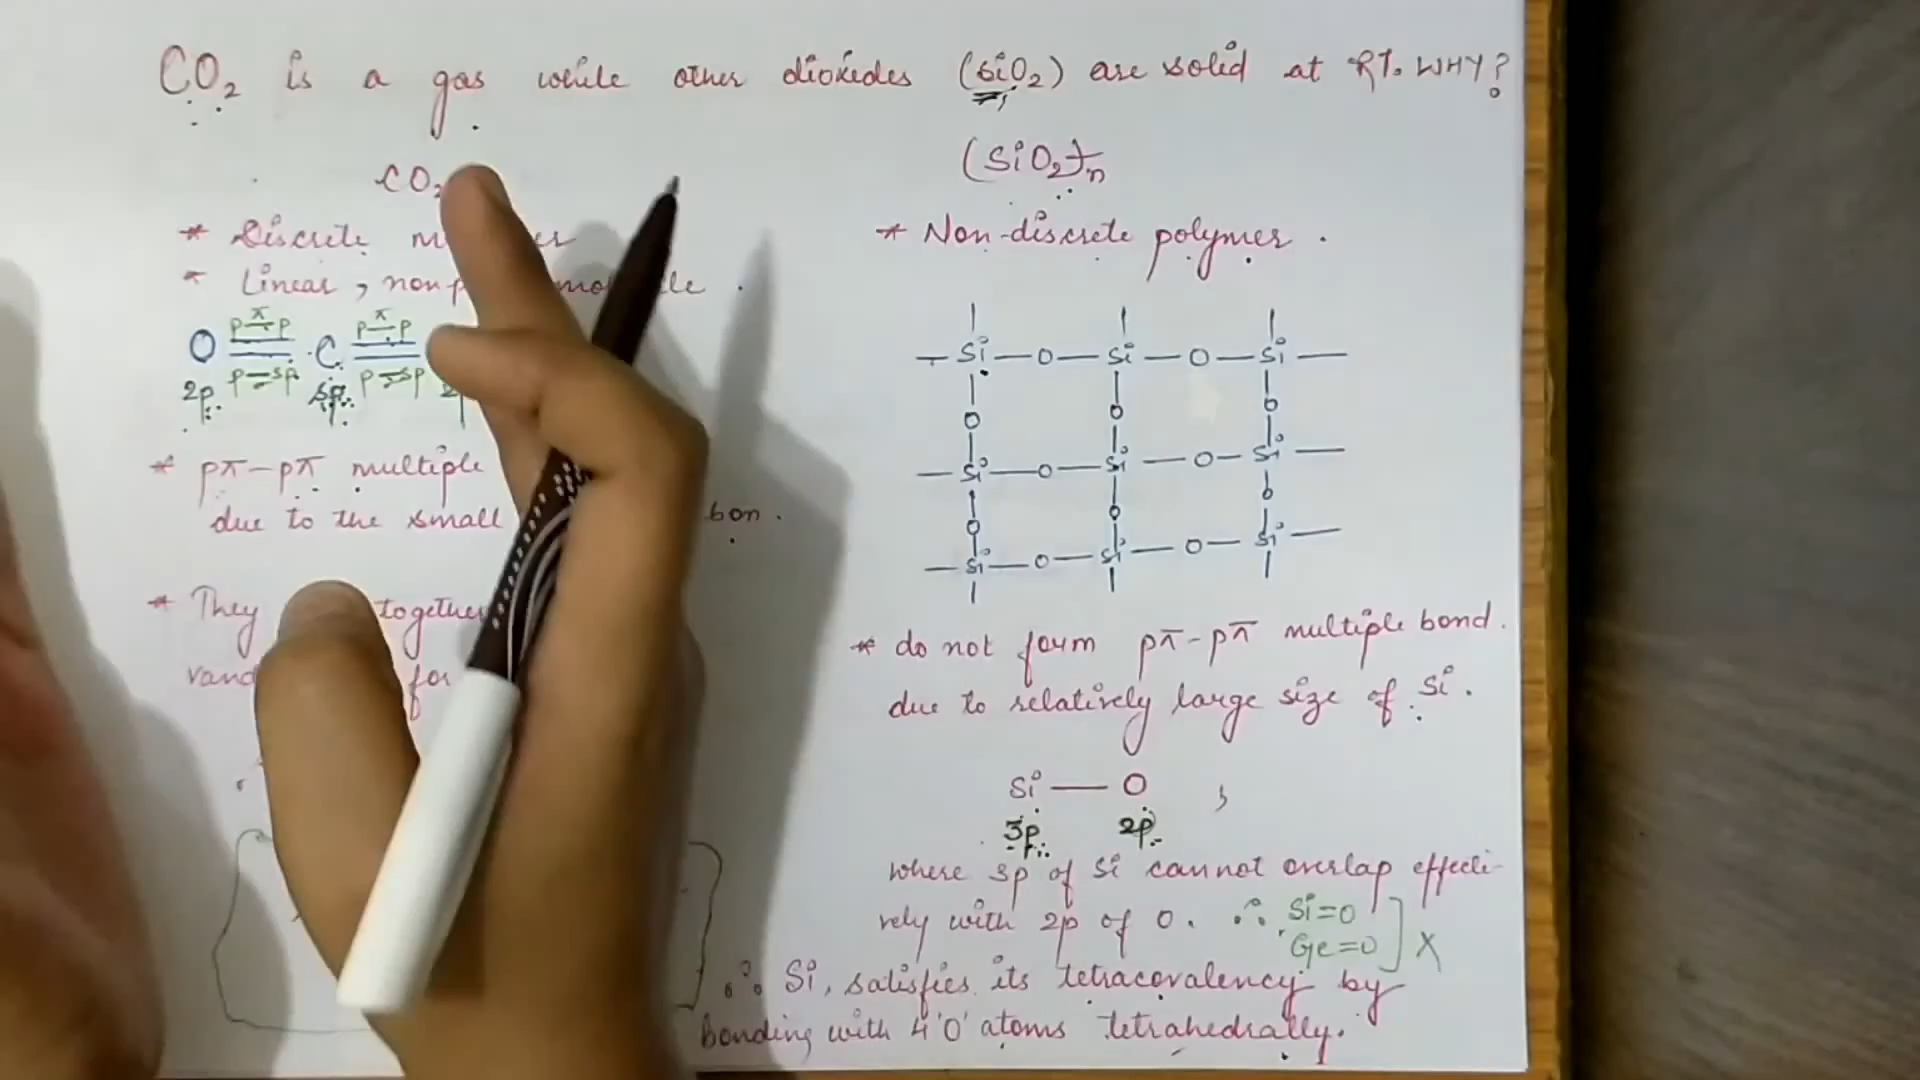 CO2 is a gas while other dioxides (SiO2) are solid at RT. WHY?
CO2
* Discrete
* Linear, non
O C
π π
p—p p—p
p—sp p—sp
2p sp
* pπ–pπ multiple
due to the small bon.
* They together
for
(SiO2)n
* Non-discrete polymer.
—Si—O—Si—O—Si—
O O O
—Si—O—Si—O—Si—
O O O
—Si—O—Si—O—Si—
* do not form pπ–pπ multiple bond.
due to relatively large size of Si.
Si — O ,
3p 2p
where 3p of Si cannot overlap effecti-
vely with 2p of O. ∴ Si=O
Ge=O ] X
∴ Si, satisfies its tetracovalency by
bonding with 4 'O' atoms tetrahedrally.